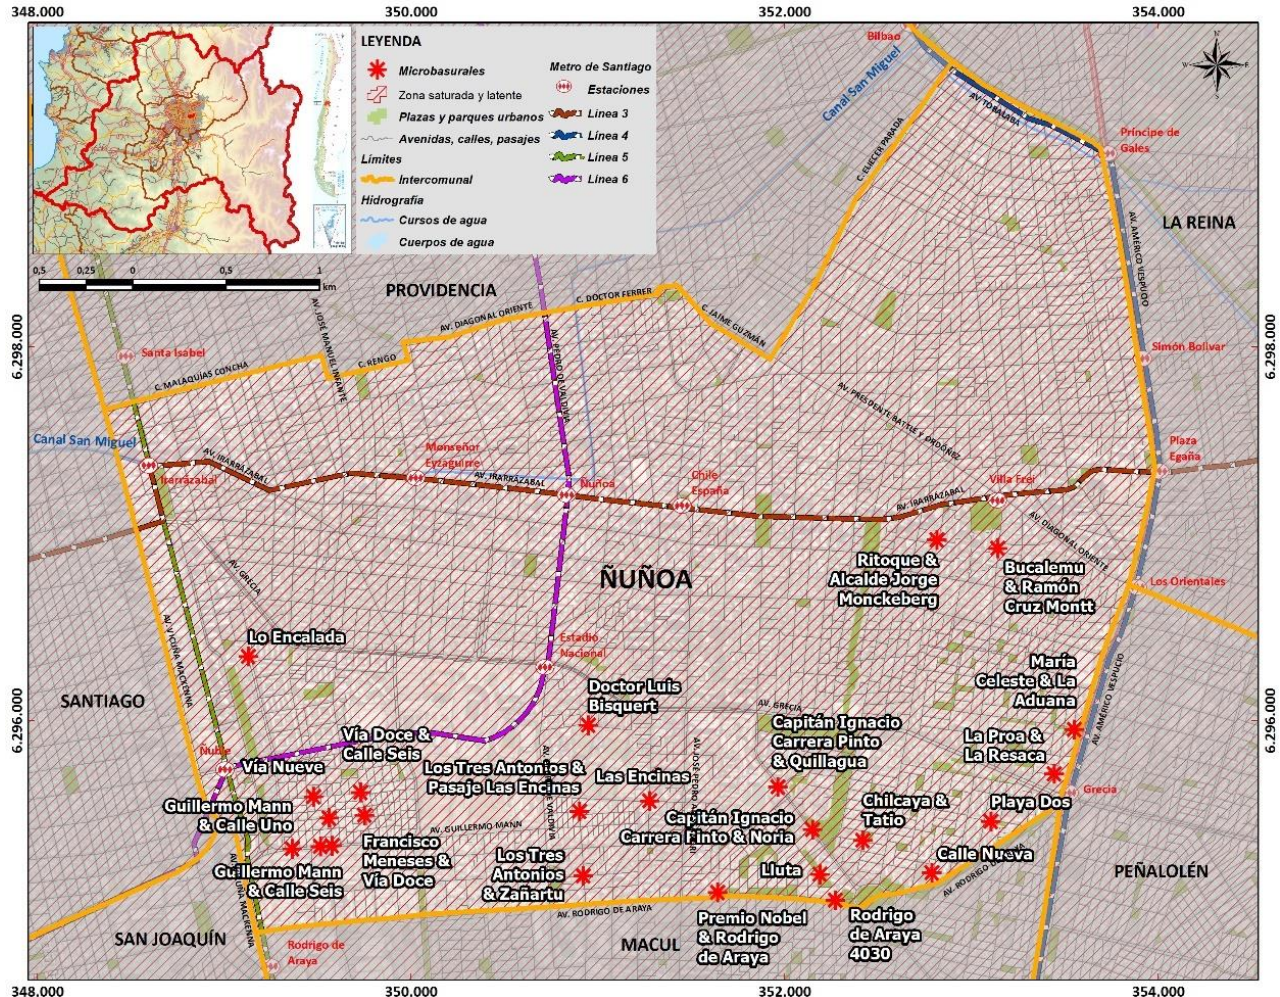 348.000
350.000
352.000
354.000
LEYENDA
Microbasurales
Zona saturada y latente
Plazas y parques urbanos
Avenidas, calles, pasajes
Límites
Intercomunal
Hidrografía
Cursos de agua
Cuerpos de agua
Metro de Santiago
Estaciones
Línea 3
Línea 4
Línea 5
Línea 6
0,5
0,25
0
0,5
1
km
Bilbao
Canal San Miguel
AV. TOBALABA
C. ELIECER PARADA
Príncipe de
Gales
LA REINA
AV. AMÉRICO VESPUCIO
PROVIDENCIA
AV. DIAGONAL ORIENTE
C. DOCTOR FERRER
C. JAIME GUZMÁN
AV. JOSÉ MANUEL INFANTE
C. RENGO
C. MALAQUÍAS CONCHA
AV. PEDRO DE VALDIVIA
Santa Isabel
Simón Bolívar
6.298.000
6.298.000
AV. PRESIDENTE BATTLE Y ORDÓÑEZ
Canal San Miguel
Irarrázabal
AV. IRARRÁZABAL
Monseñor
Eyzaguirre
AV. IRARRÁZABAL
Ñuñoa
Chile
España
AV. IRARRÁZABAL
Villa Frei
Plaza
Egaña
AV. DIAGONAL ORIENTE
Los Orientales
AV. GRECIA
ÑUÑOA
Ritoque &
Alcalde Jorge
Monckeberg
Bucalemu
& Ramón
Cruz Montt
AV. VICUÑA MACKENNA
Lo Encalada
Estadio
Nacional
SANTIAGO
Doctor Luis
Bisquert
AV. GRECIA
María
Celeste & La
Aduana
AV. AMÉRICO VESPUCIO
6.296.000
6.296.000
Ñuble
Vía Nueve
Vía Doce &
Calle Seis
Los Tres Antonios &
Pasaje Las Encinas
Las Encinas
Capitán Ignacio
Carrera Pinto
& Quillagua
La Proa &
La Resaca
Grecia
Guillermo Mann
& Calle Uno
Guillermo Mann
& Calle Seis
Francisco
Meneses &
Vía Doce
AV. GUILLERMO MANN
Capitán Ignacio
Carrera Pinto & Noria
Chilcaya &
Tatio
Playa Dos
Calle Nueva
Los Tres
Antonios
& Zañartu
Lluta
PEÑALOLÉN
AV. RODRIGO DE ARAYA
Premio Nobel
& Rodrigo
de Araya
Rodrigo
de Araya
4030
SAN JOAQUÍN
Rodrigo de
Araya
MACUL
348.000
350.000
352.000
354.000